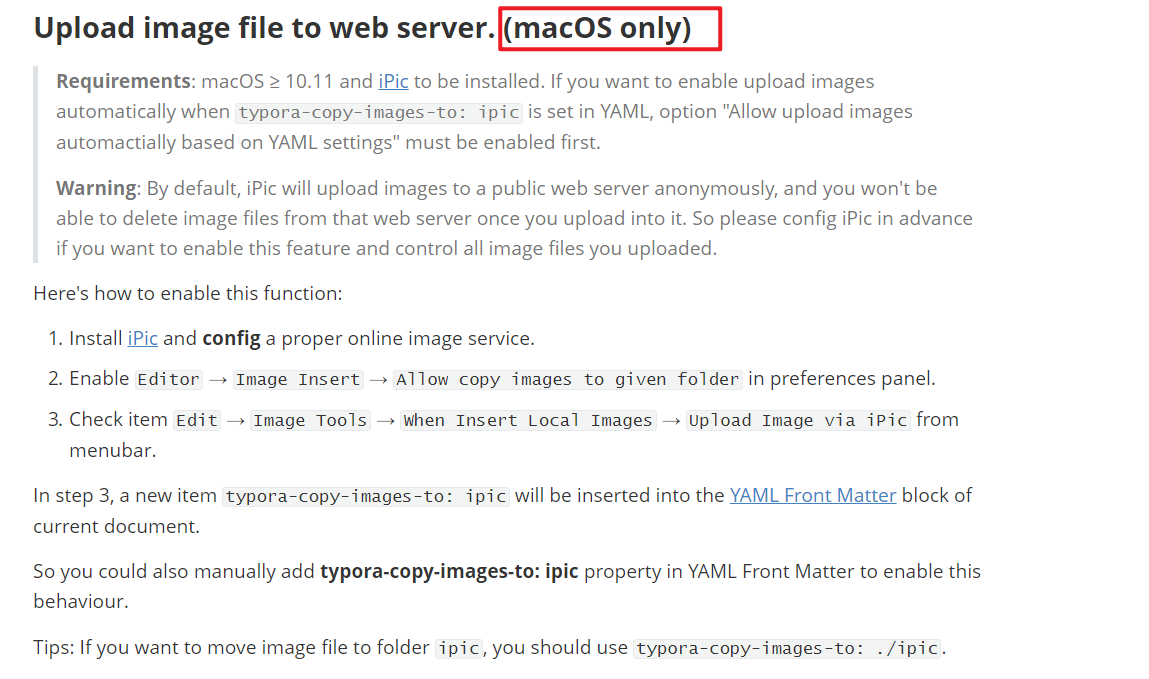 Upload image file to web server. (macOS only)
Requirements: macOS ≥ 10.11 and iPic to be installed. If you want to enable upload images
automatically when typora-copy-images-to: ipic is set in YAML, option "Allow upload images
automactially based on YAML settings" must be enabled first.
Warning: By default, iPic will upload images to a public web server anonymously, and you won't be
able to delete image files from that web server once you upload into it. So please config iPic in advance
if you want to enable this feature and control all image files you uploaded.
Here's how to enable this function:
1. Install iPic and config a proper online image service.
2. Enable Editor → Image Insert → Allow copy images to given folder in preferences panel.
3. Check item Edit → Image Tools → When Insert Local Images → Upload Image via iPic from
menubar.
In step 3, a new item typora-copy-images-to: ipic will be inserted into the YAML Front Matter block of
current document.
So you could also manually add typora-copy-images-to: ipic property in YAML Front Matter to enable this
behaviour.
Tips: If you want to move image file to folder ipic, you should use typora-copy-images-to: ./ipic.